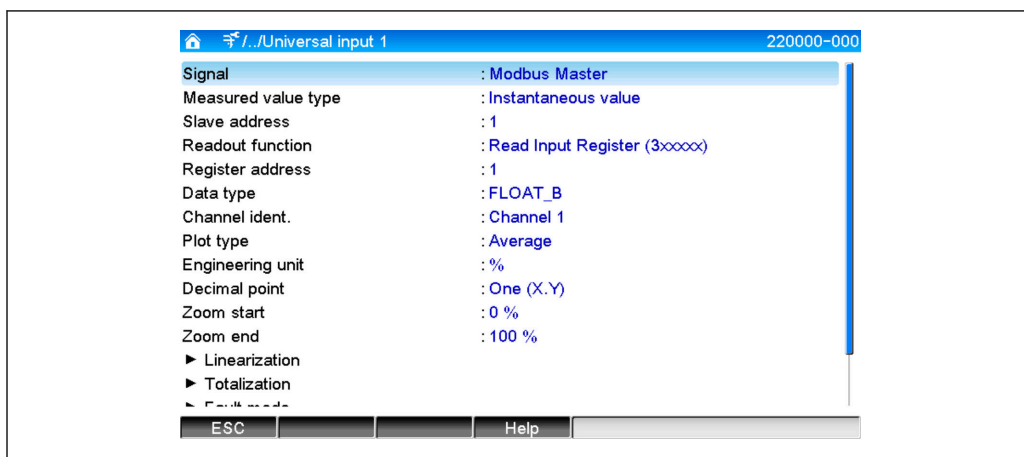 /../Universal input 1 220000-000
Signal : Modbus Master
Measured value type : Instantaneous value
Slave address : 1
Readout function : Read Input Register (3xxxxx)
Register address : 1
Data type : FLOAT_B
Channel ident. : Channel 1
Plot type : Average
Engineering unit : %
Decimal point : One (X.Y)
Zoom start : 0 %
Zoom end : 100 %
► Linearization
► Totalization
► Fault mode
ESC Help